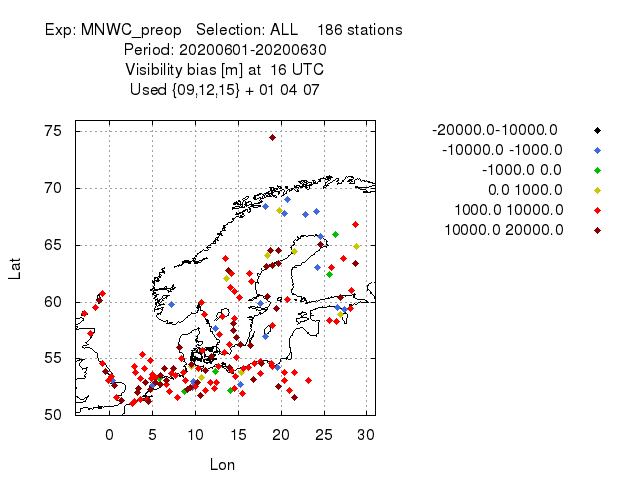 Exp: MNWC_preop Selection: ALL 186 stations
Period: 20200601-20200630
Visibility bias [m] at 16 UTC
Used {09,12,15} + 01 04 07
-20000.0-10000.0
-10000.0 -1000.0
-1000.0 0.0
0.0 1000.0
1000.0 10000.0
10000.0 20000.0
75
70
65
60
55
50
Lat
0 5 10 15 20 25 30
Lon